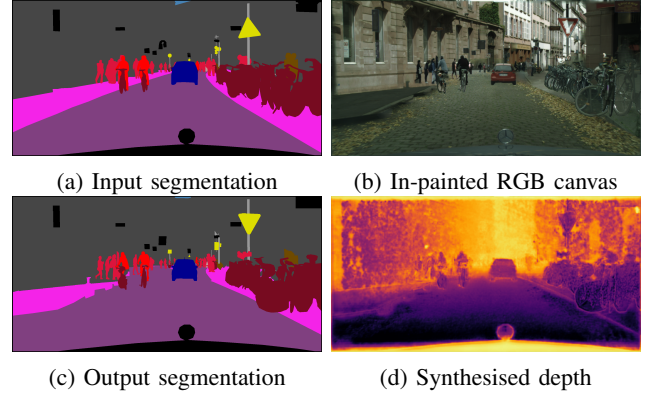 (a) Input segmentation
(b) In-painted RGB canvas
(c) Output segmentation
(d) Synthesised depth